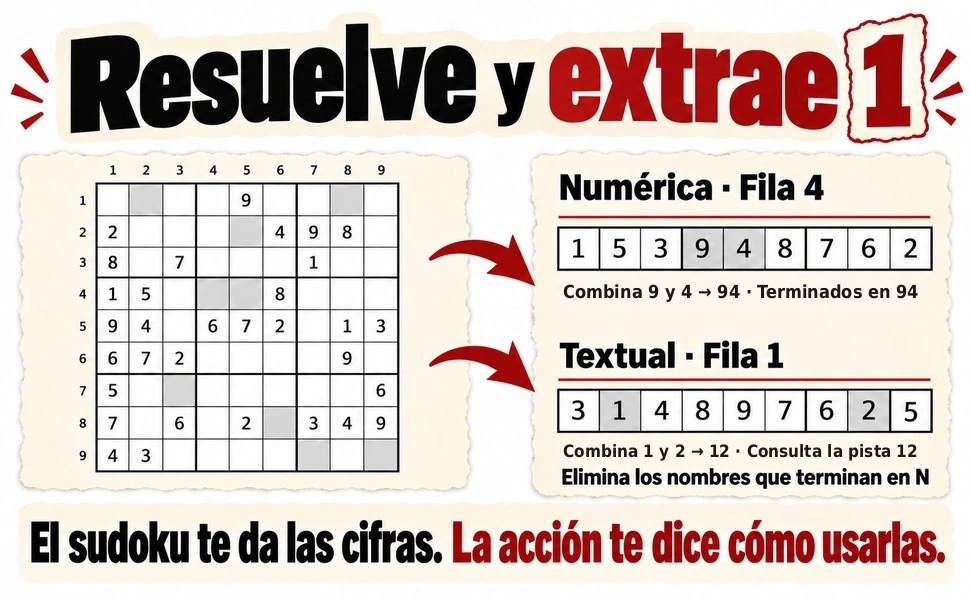 Resuelve y extrae 1
1 2 3 4 5 6 7 8 9
1 9
2 2 4 9 8
3 8 7 1
4 1 5 8
5 9 4 6 7 2 1 3
6 6 7 2 9
7 5 6
8 7 6 2 3 4 9
9 4 3
Numérica · Fila 4
1 5 3 9 4 8 7 6 2
Combina 9 y 4 → 94 · Terminados en 94
Textual · Fila 1
3 1 4 8 9 7 6 2 5
Combina 1 y 2 → 12 · Consulta la pista 12
Elimina los nombres que terminan en N
El sudoku te da las cifras. La acción te dice cómo usarlas.